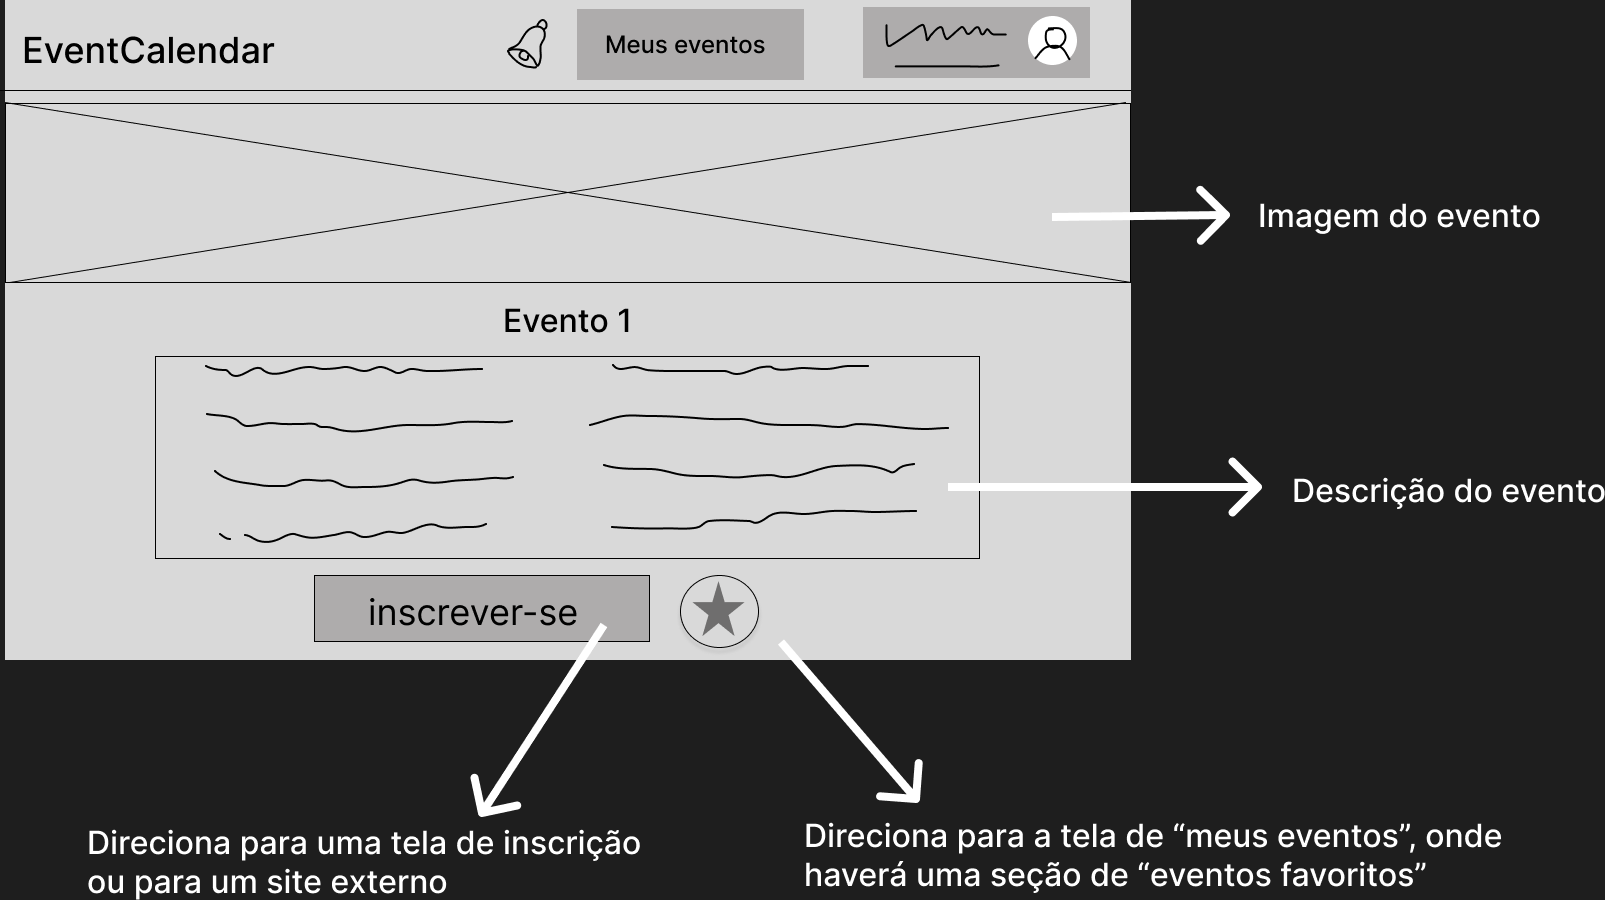 EventCalendar
Meus eventos
Imagem do evento
Evento 1
Descrição do evento
inscrever-se
Direciona para uma tela de inscrição
ou para um site externo
Direciona para a tela de “meus eventos”, onde
haverá uma seção de “eventos favoritos”